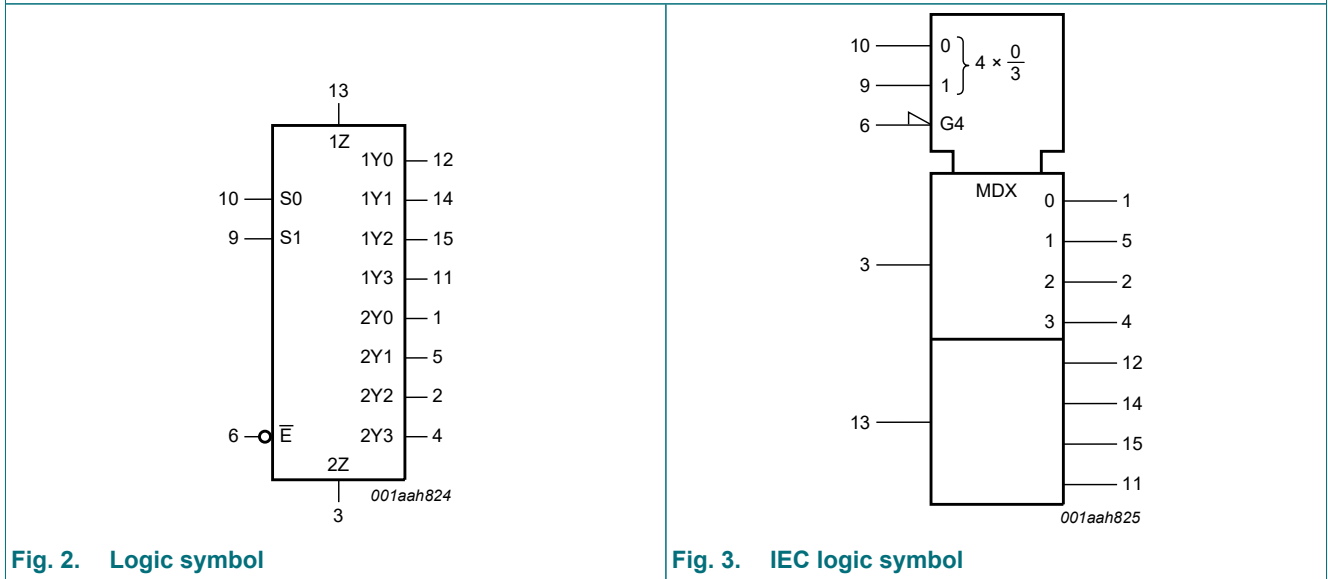 13
1Z
1Y0 12
10 S0 1Y1 14
9 S1 1Y2 15
1Y3 11
2Y0 1
2Y1 5
2Y2 2
6 E̅ 2Y3 4
2Z
001aah824
3
Fig. 2. Logic symbol
10 0 } 4 × 0/3
9 1
6 G4
MDX
0 1
1 5
3
2 2
3 4
12
14
13
15
11
001aah825
Fig. 3. IEC logic symbol